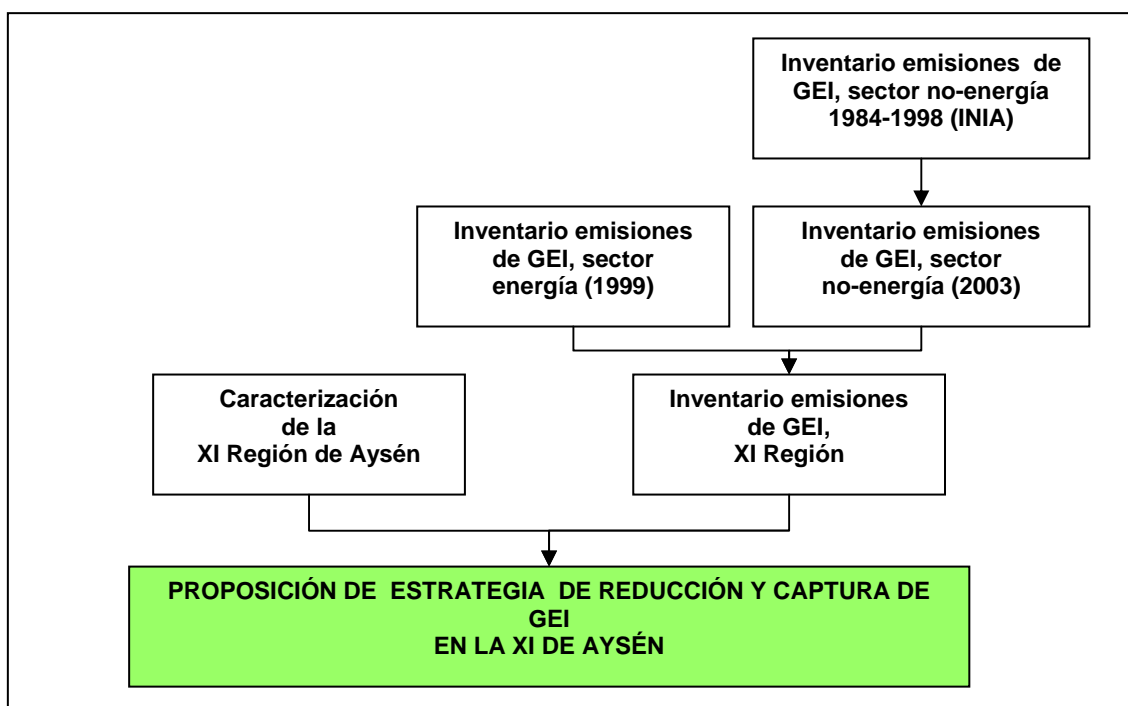 Inventario emisiones de
GEI, sector no-energía
1984-1998 (INIA)
Inventario emisiones
de GEI, sector
energía (1999)
Inventario emisiones
de GEI, sector
no-energía (2003)
Caracterización
de la
XI Región de Aysén
Inventario emisiones
de GEI,
XI Región
PROPOSICIÓN DE ESTRATEGIA DE REDUCCIÓN Y CAPTURA DE
GEI
EN LA XI DE AYSÉN